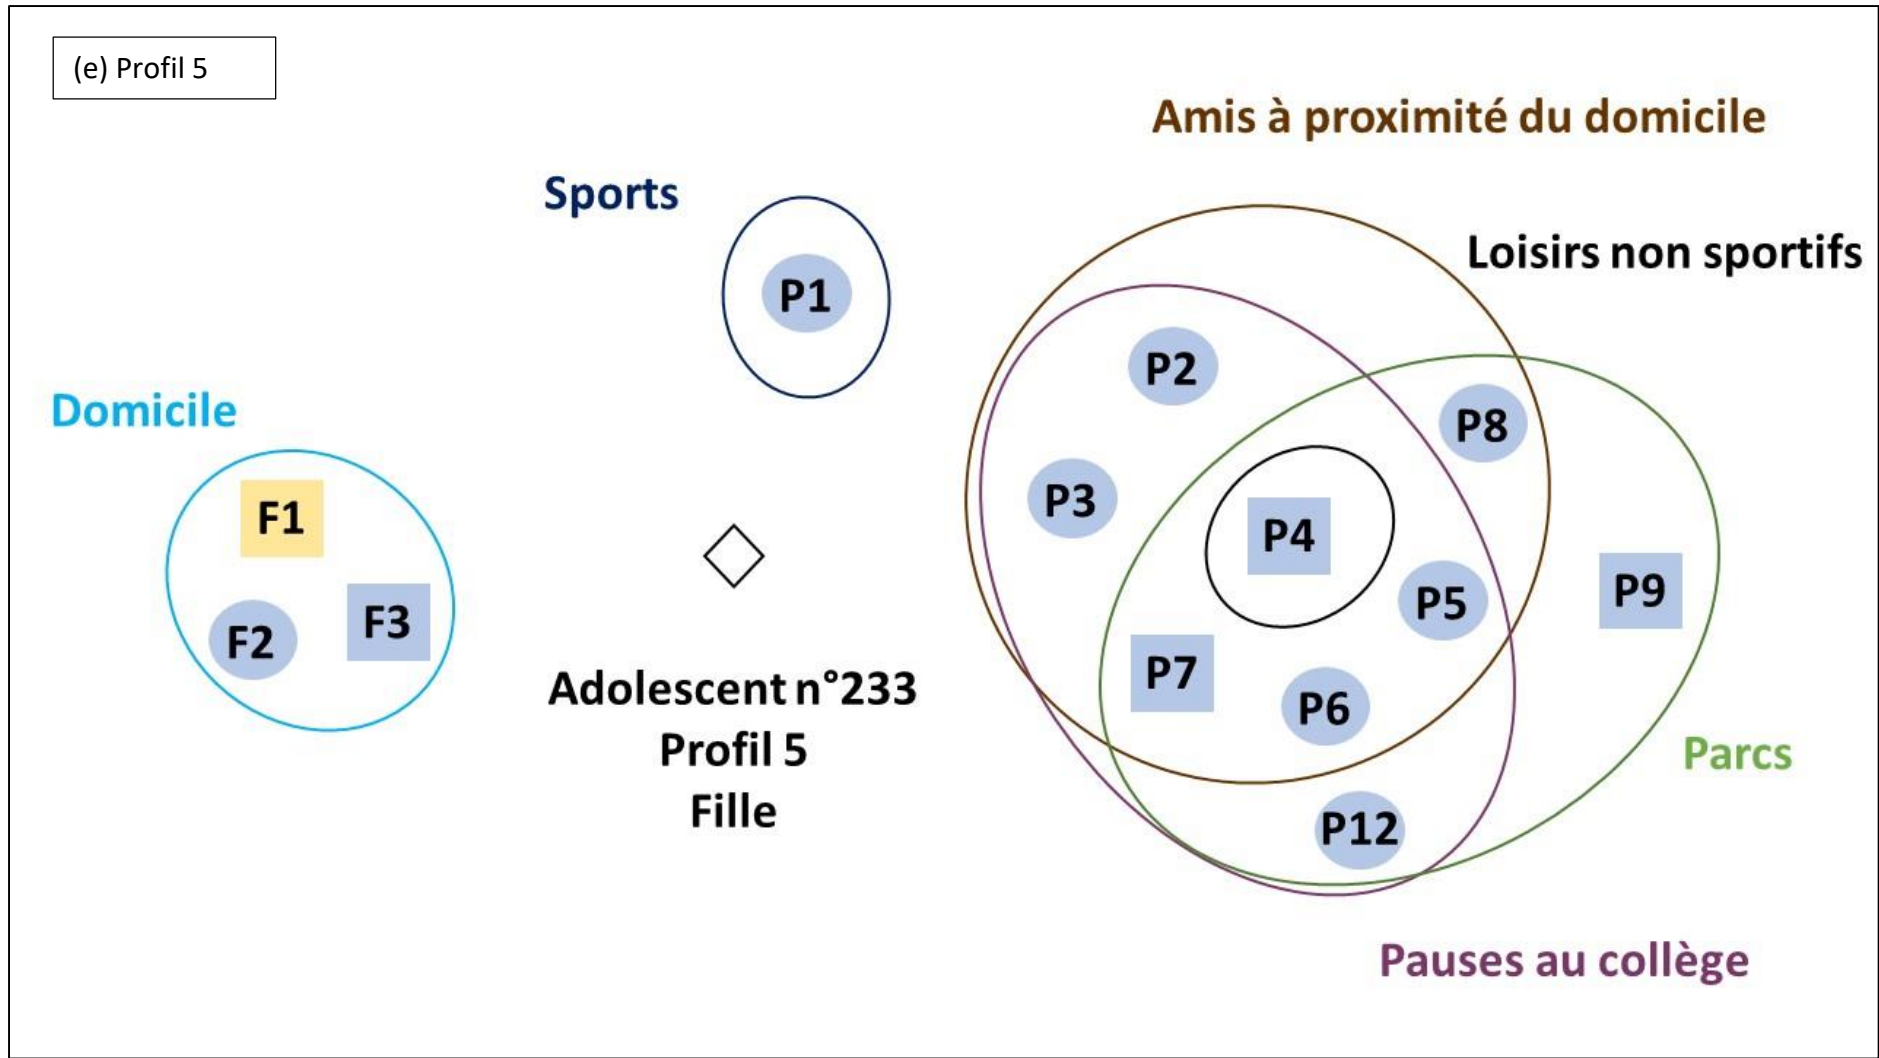 (e) Profil 5
Amis à proximité du domicile
Sports
Loisirs non sportifs
P1
P2
Domicile
P8
P3
F1
P4
P9
P5
F2
F3
P7
Adolescent n°233
P6
Profil 5
Parcs
Fille
P12
Pauses au collège